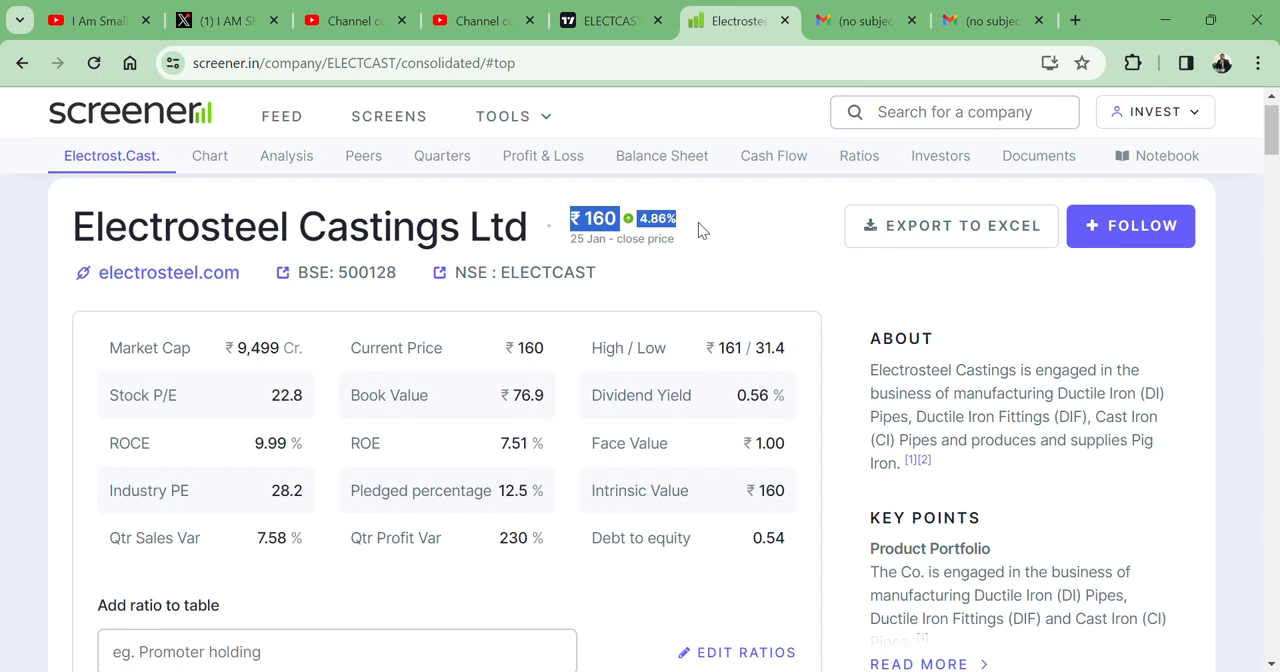 I Am Smal
(1) I AM SM
Channel co
Channel co
ELECTCAST
Electrostee
(no subjec
(no subjec
screener.in/company/ELECTCAST/consolidated/#top
screener
FEED
SCREENS
TOOLS
Search for a company
INVEST
Electrost.Cast.
Chart
Analysis
Peers
Quarters
Profit & Loss
Balance Sheet
Cash Flow
Ratios
Investors
Documents
Notebook
Electrosteel Castings Ltd
₹ 160 4.86%
25 Jan - close price
EXPORT TO EXCEL
+ FOLLOW
electrosteel.com
BSE: 500128
NSE : ELECTCAST
Market Cap ₹ 9,499 Cr.
Current Price ₹ 160
High / Low ₹ 161 / 31.4
Stock P/E 22.8
Book Value ₹ 76.9
Dividend Yield 0.56 %
ROCE 9.99 %
ROE 7.51 %
Face Value ₹ 1.00
Industry PE 28.2
Pledged percentage 12.5 %
Intrinsic Value ₹ 160
Qtr Sales Var 7.58 %
Qtr Profit Var 230 %
Debt to equity 0.54
Add ratio to table
eg. Promoter holding
EDIT RATIOS
ABOUT
Electrosteel Castings is engaged in the
business of manufacturing Ductile Iron (DI)
Pipes, Ductile Iron Fittings (DIF), Cast Iron
(CI) Pipes and produces and supplies Pig
Iron. [1][2]
KEY POINTS
Product Portfolio
The Co. is engaged in the business of
manufacturing Ductile Iron (DI) Pipes,
Ductile Iron Fittings (DIF) and Cast Iron (CI)
Pipes. [1]
READ MORE